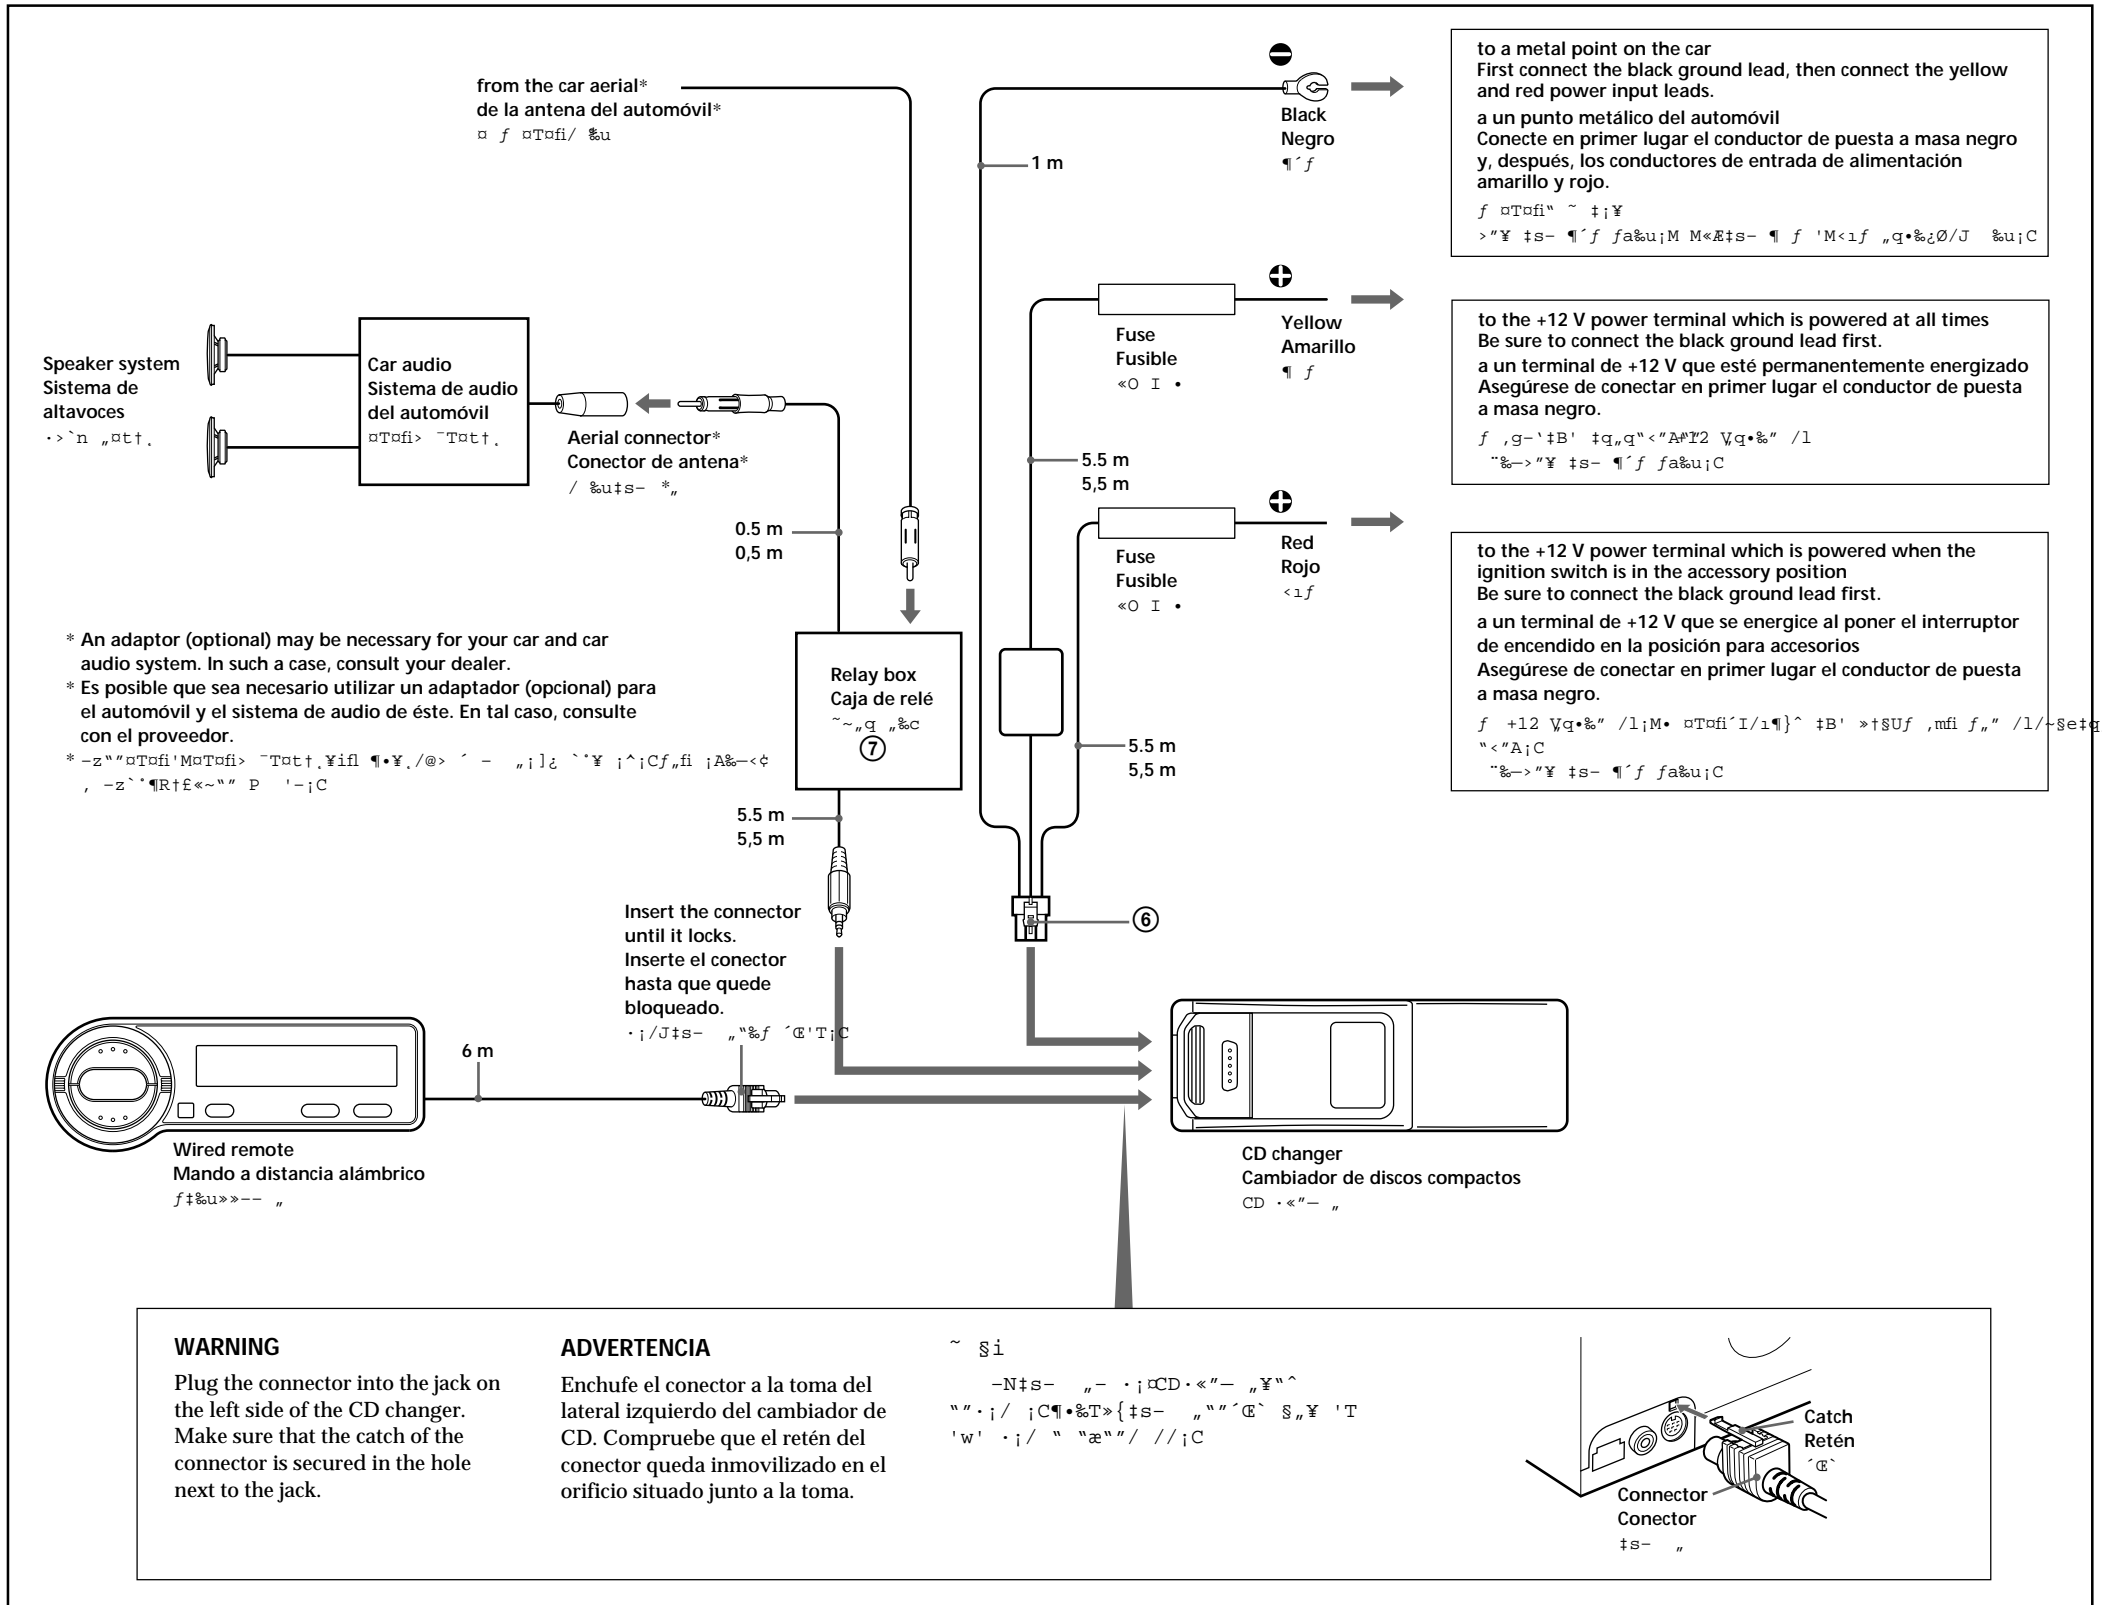 from the car aerial*
de la antena del automóvil*
Black
Negro
1 m
to a metal point on the car
First connect the black ground lead, then connect the yellow
and red power input leads.
a un punto metálico del automóvil
Conecte en primer lugar el conductor de puesta a masa negro
y, después, los conductores de entrada de alimentación
amarillo y rojo.
Speaker system
Sistema de
altavoces
Car audio
Sistema de audio
del automóvil
Aerial connector*
Conector de antena*
Fuse
Fusible
Yellow
Amarillo
to the +12 V power terminal which is powered at all times
Be sure to connect the black ground lead first.
a un terminal de +12 V que esté permanentemente energizado
Asegúrese de conectar en primer lugar el conductor de puesta
a masa negro.
5.5 m
5,5 m
0.5 m
0,5 m
Fuse
Fusible
Red
Rojo
to the +12 V power terminal which is powered when the
ignition switch is in the accessory position
Be sure to connect the black ground lead first.
a un terminal de +12 V que se energice al poner el interruptor
de encendido en la posición para accesorios
Asegúrese de conectar en primer lugar el conductor de puesta
a masa negro.
* An adaptor (optional) may be necessary for your car and car
audio system. In such a case, consult your dealer.
* Es posible que sea necesario utilizar un adaptador (opcional) para
el automóvil y el sistema de audio de éste. En tal caso, consulte
con el proveedor.
Relay box
Caja de relé
⑦
5.5 m
5,5 m
5.5 m
5,5 m
Insert the connector
until it locks.
Inserte el conector
hasta que quede
bloqueado.
⑥
6 m
Wired remote
Mando a distancia alámbrico
CD changer
Cambiador de discos compactos
WARNING
Plug the connector into the jack on
the left side of the CD changer.
Make sure that the catch of the
connector is secured in the hole
next to the jack.
ADVERTENCIA
Enchufe el conector a la toma del
lateral izquierdo del cambiador de
CD. Compruebe que el retén del
conector queda inmovilizado en el
orificio situado junto a la toma.
Catch
Retén
Connector
Conector